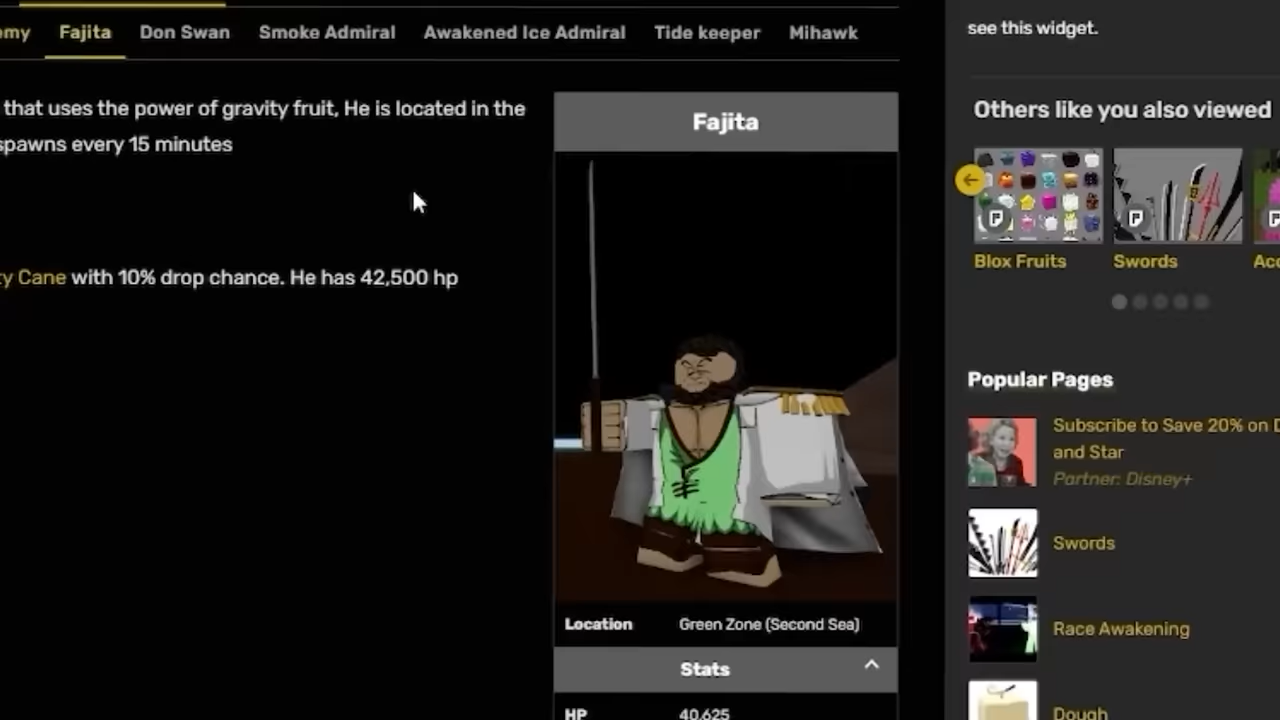 omy Fajita Don Swan Smoke Admiral Awakened Ice Admiral Tide keeper Mihawk
that uses the power of gravity fruit, He is located in the
spawns every 15 minutes
ty Cane with 10% drop chance. He has 42,500 hp
Fajita
Location Green Zone (Second Sea)
Stats
HP 40,625
see this widget.
Others like you also viewed
Blox Fruits Swords Acc
Popular Pages
Subscribe to Save 20% on D
and Star
Partner: Disney+
Swords
Race Awakening
Dough